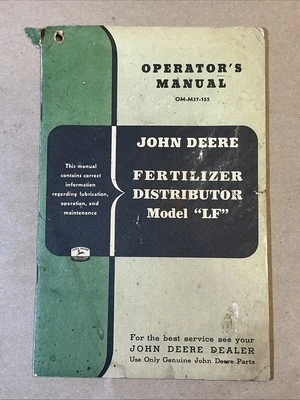 OPERATOR'S
MANUAL
OM-M37-155
JOHN DEERE
FERTILIZER
DISTRIBUTOR
Model "LF"
This manual
contains correct
information
regarding lubrication,
operation, and
maintenance
For the best service see your
JOHN DEERE DEALER
Use Only Genuine John Deere Parts